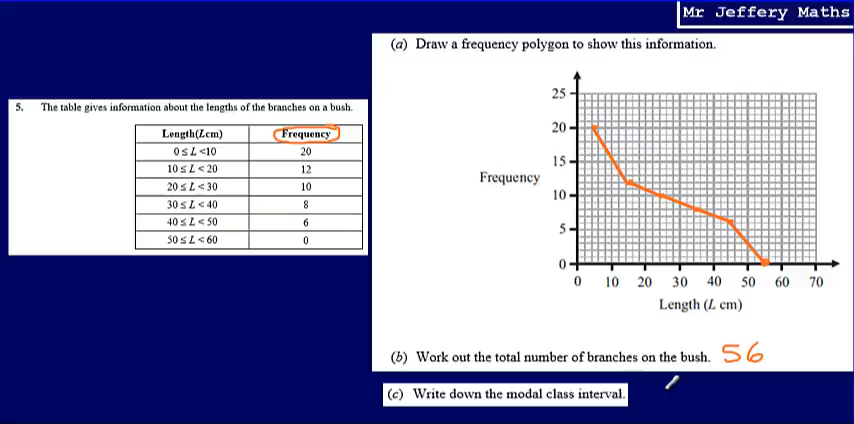 Mr Jeffery Maths
5. The table gives information about the lengths of the branches on a bush.
Length(Lcm) Frequency
0 ≤ L <10 20
10 ≤ L < 20 12
20 ≤ L < 30 10
30 ≤ L < 40 8
40 ≤ L < 50 6
50 ≤ L < 60 0
(a) Draw a frequency polygon to show this information.
25
20
15
Frequency
10
5
0
0 10 20 30 40 50 60 70
Length (L cm)
(b) Work out the total number of branches on the bush. 56
(c) Write down the modal class interval.